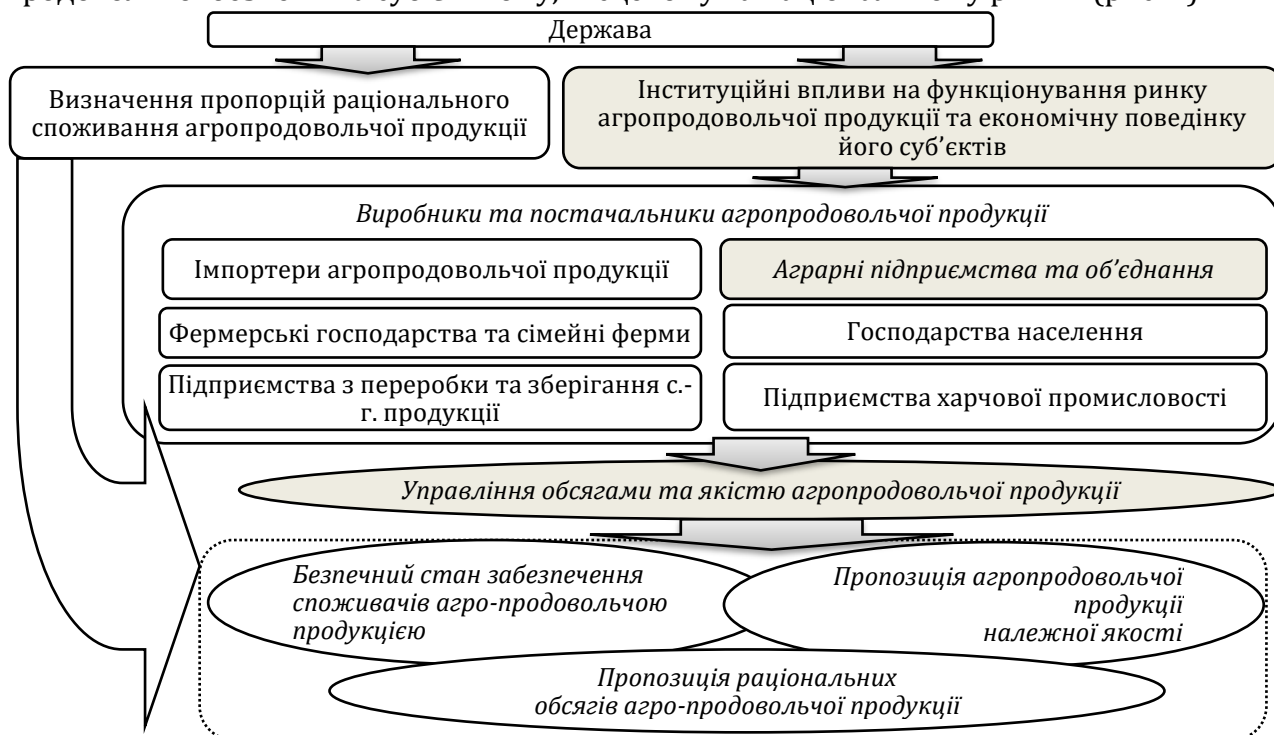 Держава
Визначення пропорцій раціонального
споживання агропродовольчої продукції
Інституційні впливи на функціонування ринку
агропродовольчої продукції та економічну поведінку
його суб’єктів
Виробники та постачальники агропродовольчої продукції
Імпортери агропродовольчої продукції
Аграрні підприємства та об’єднання
Фермерські господарства та сімейні ферми
Господарства населення
Підприємства з переробки та зберігання с.-
г. продукції
Підприємства харчової промисловості
Управління обсягами та якістю агропродовольчої продукції
Безпечний стан забезпечення
споживачів агро-продовольчою
продукцією
Пропозиція агропродовольчої
продукції
належної якості
Пропозиція раціональних
обсягів агро-продовольчої продукції